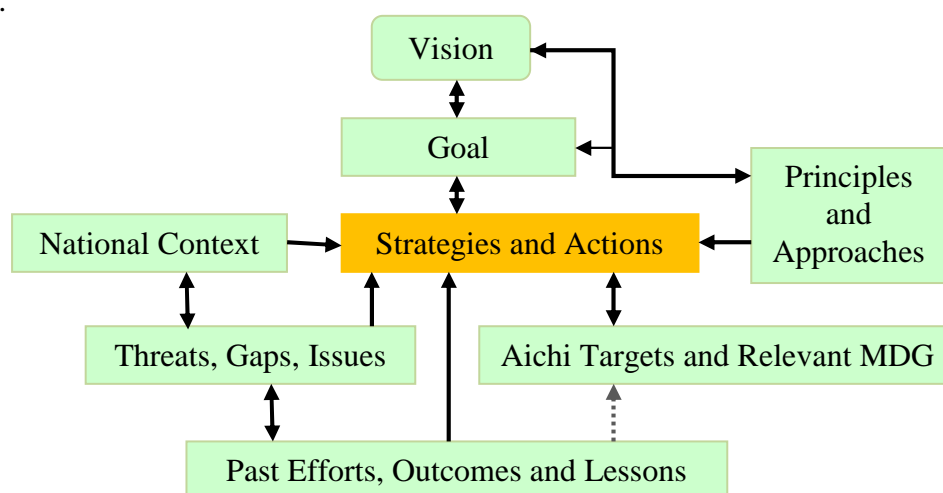 .
Vision
Goal
Principles
and
Approaches
National Context
Strategies and Actions
Threats, Gaps, Issues
Aichi Targets and Relevant MDG
Past Efforts, Outcomes and Lessons